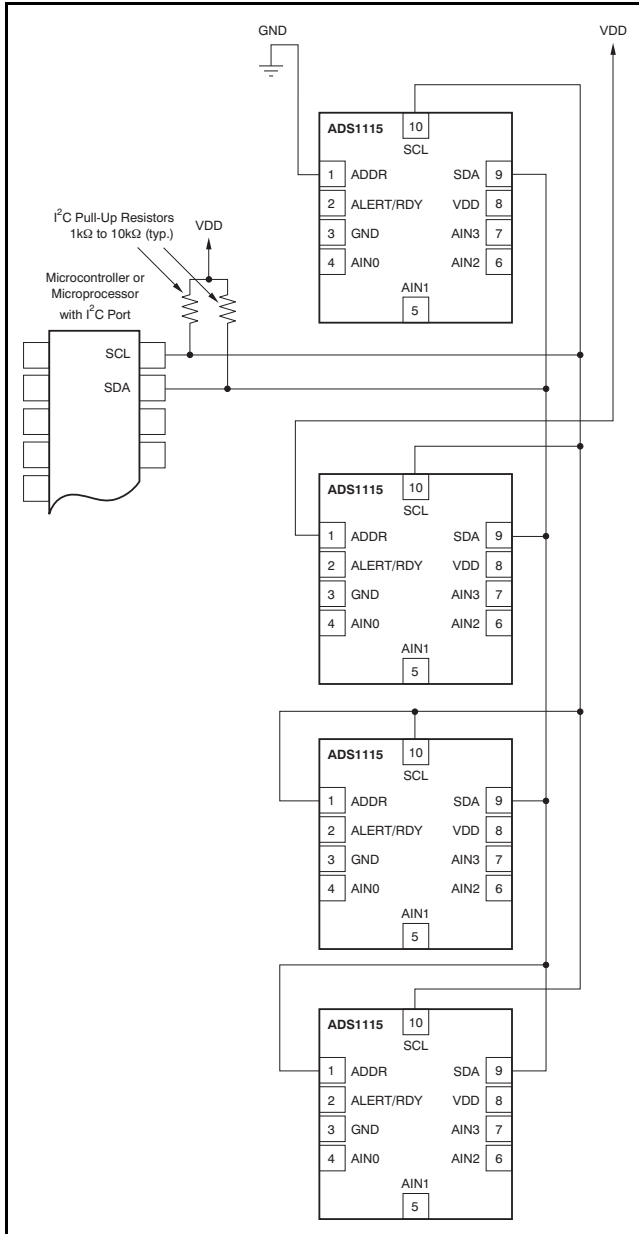 GND
VDD
ADS1115
10
SCL
1 ADDR SDA 9
2 ALERT/RDY VDD 8
3 GND AIN3 7
4 AIN0 AIN2 6
AIN1
5
I²C Pull-Up Resistors
1kΩ to 10kΩ (typ.)
VDD
Microcontroller or
Microprocessor
with I²C Port
SCL
SDA
ADS1115
10
SCL
1 ADDR SDA 9
2 ALERT/RDY VDD 8
3 GND AIN3 7
4 AIN0 AIN2 6
AIN1
5
ADS1115
10
SCL
1 ADDR SDA 9
2 ALERT/RDY VDD 8
3 GND AIN3 7
4 AIN0 AIN2 6
AIN1
5
ADS1115
10
SCL
1 ADDR SDA 9
2 ALERT/RDY VDD 8
3 GND AIN3 7
4 AIN0 AIN2 6
AIN1
5